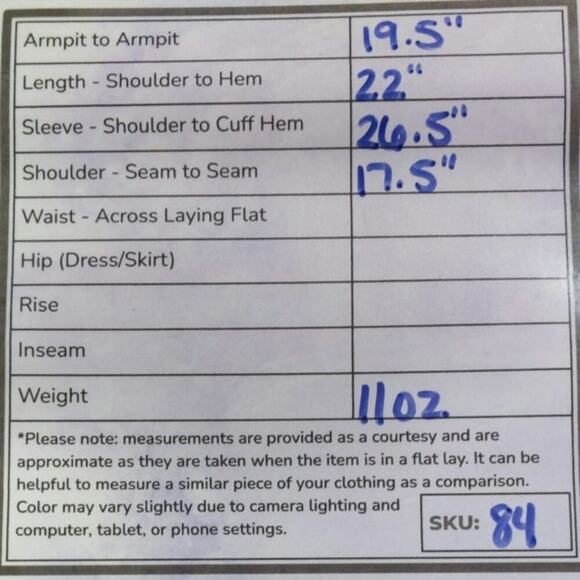 Armpit to Armpit 19.5"
Length - Shoulder to Hem 22"
Sleeve - Shoulder to Cuff Hem 26.5"
Shoulder - Seam to Seam 17.5"
Waist - Across Laying Flat
Hip (Dress/Skirt)
Rise
Inseam
Weight 11oz.
*Please note: measurements are provided as a courtesy and are
approximate as they are taken when the item is in a flat lay. It can be
helpful to measure a similar piece of your clothing as a comparison.
Color may vary slightly due to camera lighting and
computer, tablet, or phone settings.
SKU: 84